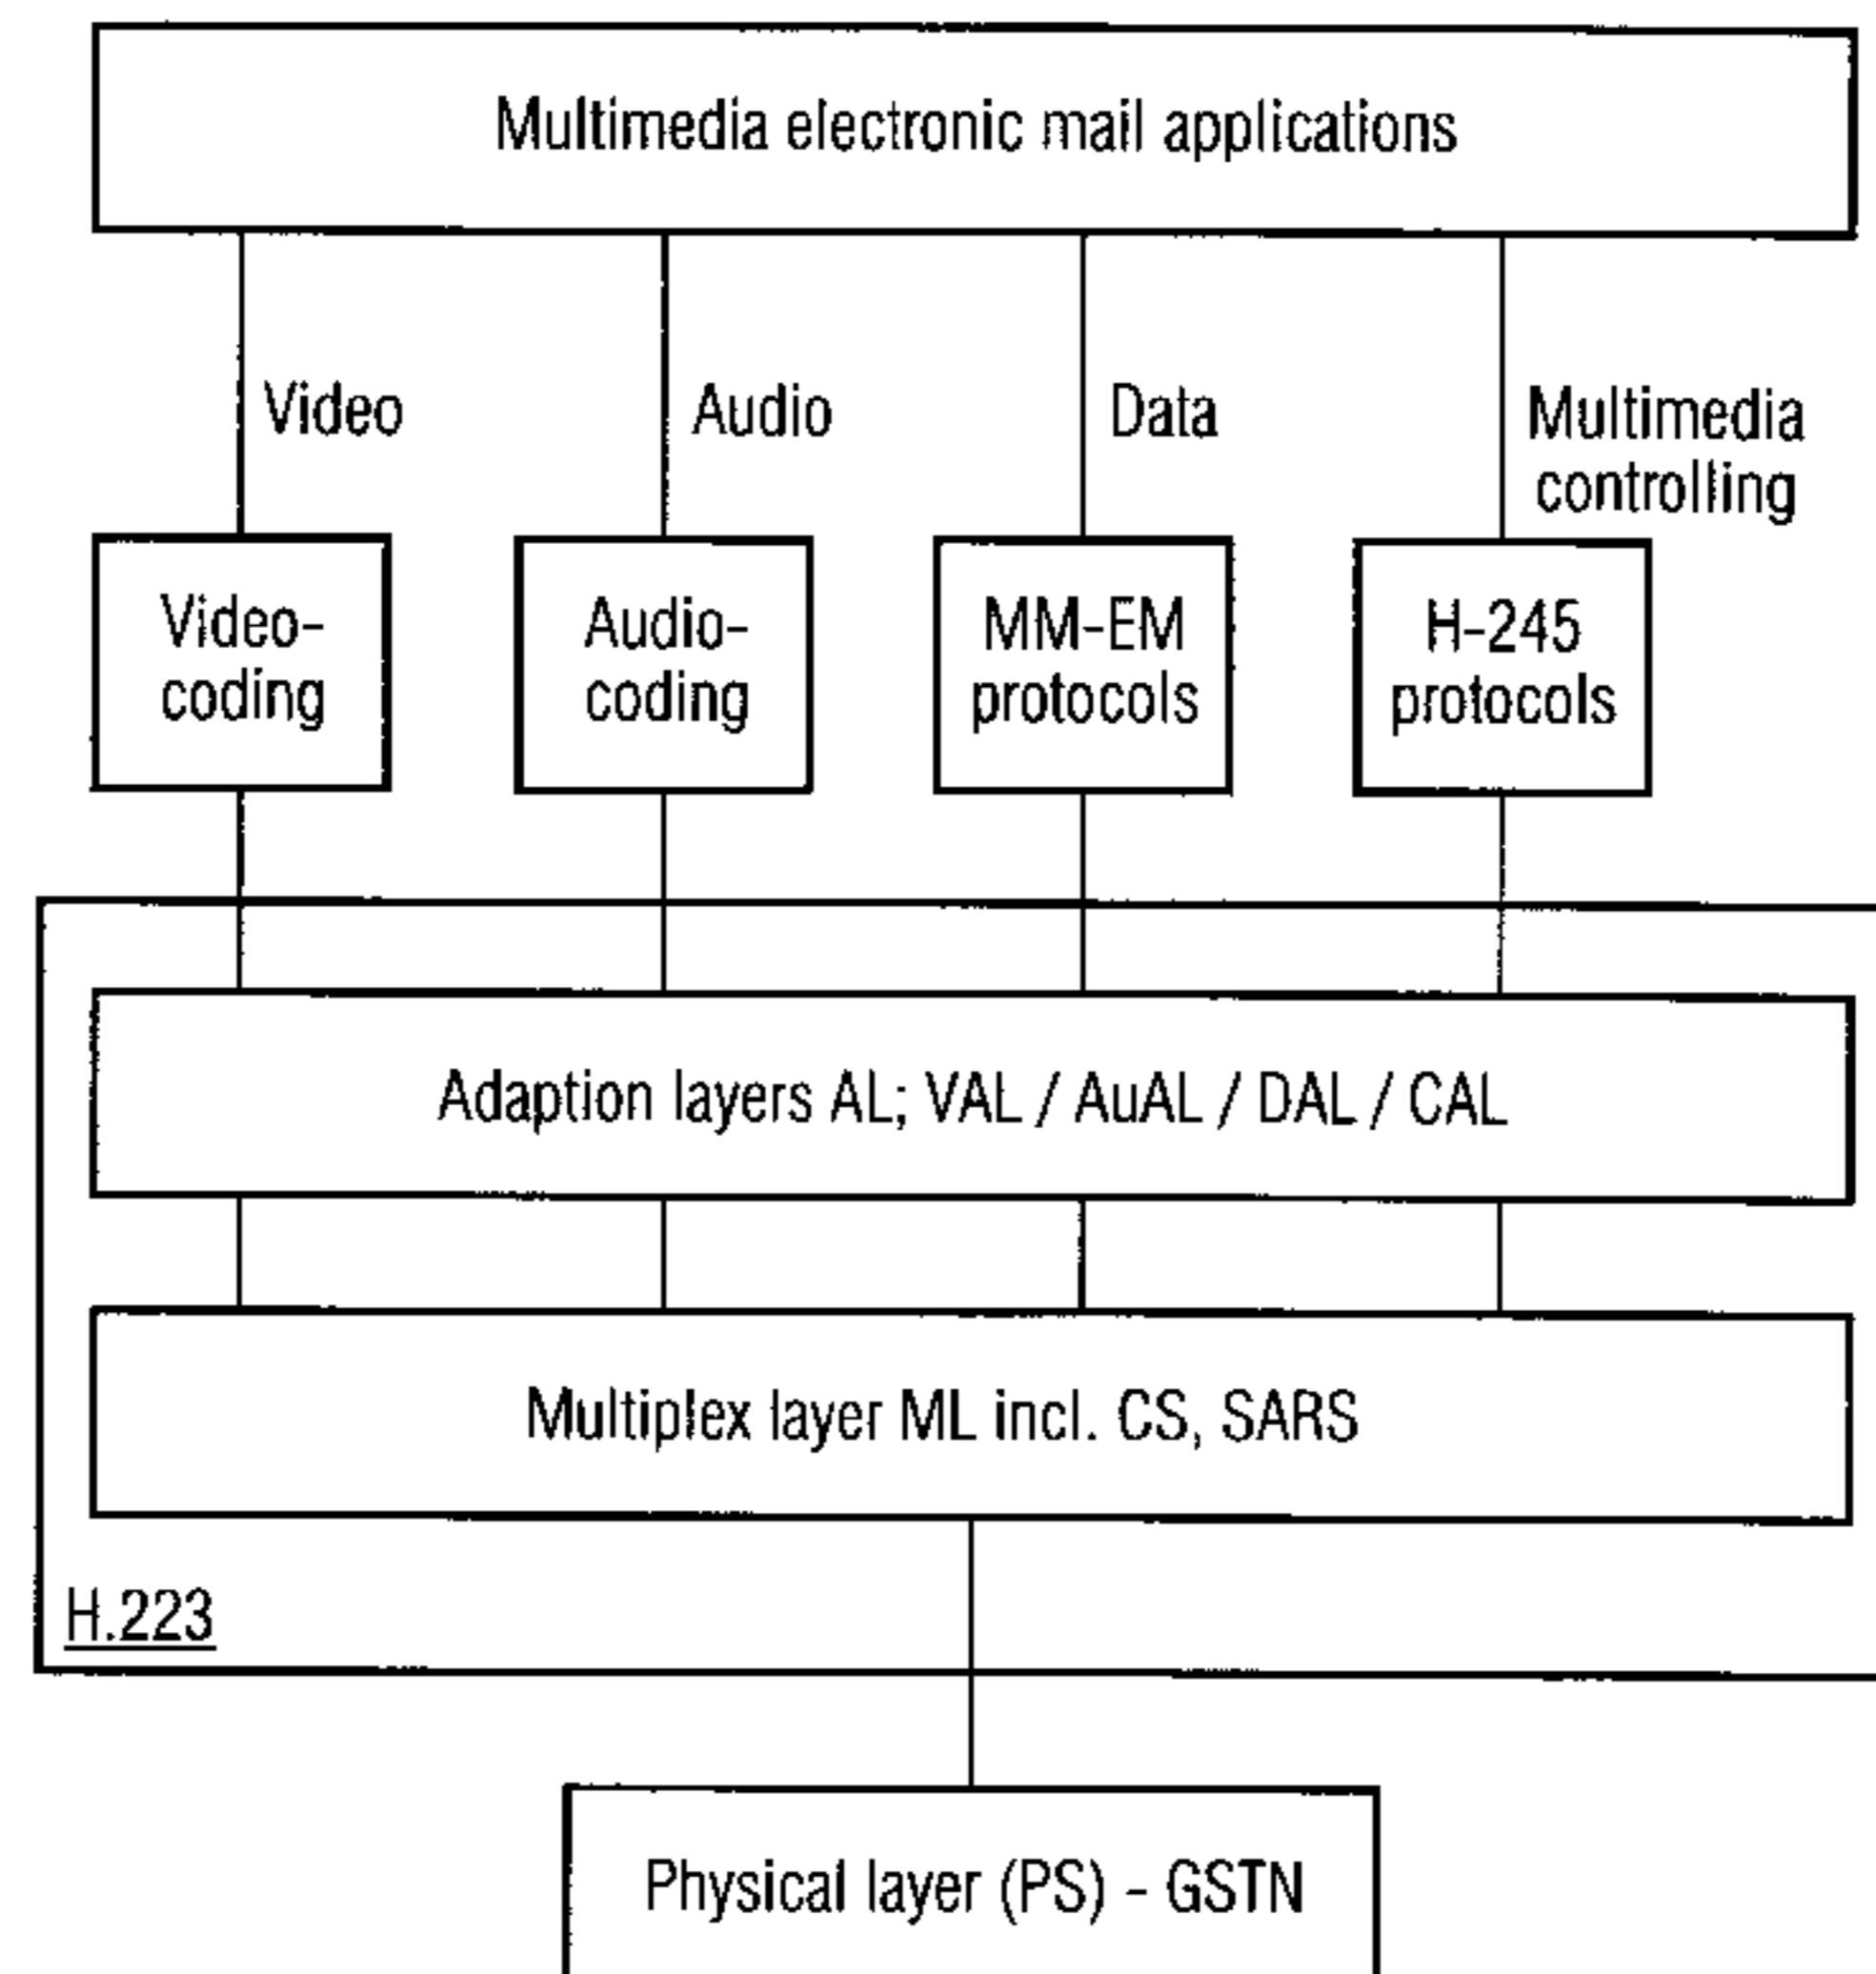 Multimedia electronic mail applications
Video
Audio
Data
Multimedia
controlling
Video-
coding
Audio-
coding
MM-EM
protocols
H-245
protocols
Adaption layers AL; VAL / AuAL / DAL / CAL
Multiplex layer ML incl. CS, SARS
H.223
Physical layer (PS) - GSTN